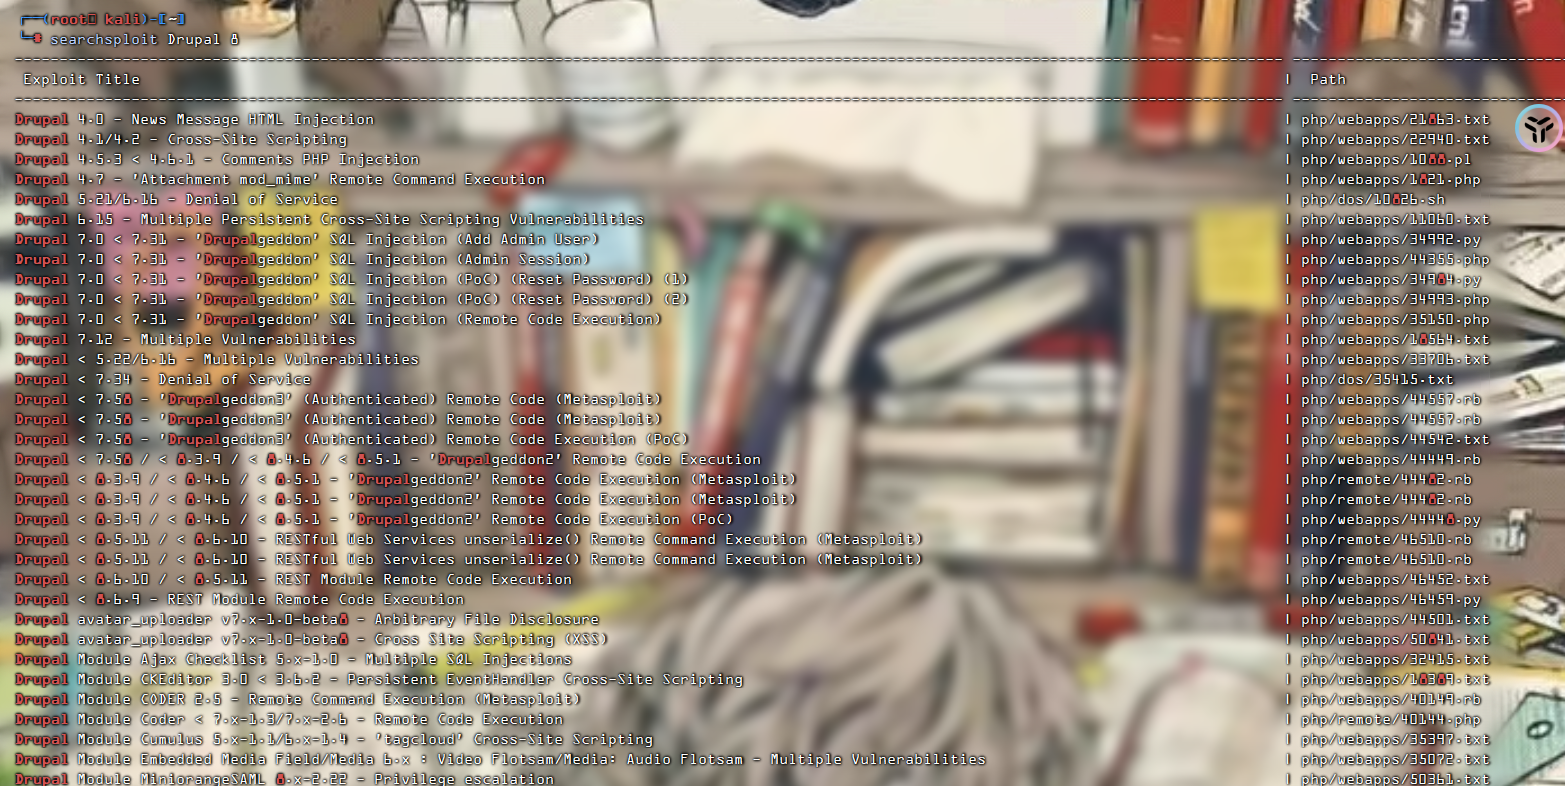 ┌──(root㉿ kali)-[~]
└─# searchsploit Drupal 8
Exploit Title | Path
Drupal 4.0 - News Message HTML Injection | php/webapps/21863.txt
Drupal 4.1/4.2 - Cross-Site Scripting | php/webapps/22940.txt
Drupal 4.5.3 < 4.6.1 - Comments PHP Injection | php/webapps/1088.pl
Drupal 4.7 - 'Attachment mod_mime' Remote Command Execution | php/webapps/1821.php
Drupal 5.21/6.16 - Denial of Service | php/dos/10826.sh
Drupal 6.15 - Multiple Persistent Cross-Site Scripting Vulnerabilities | php/webapps/11060.txt
Drupal 7.0 < 7.31 - 'Drupalgeddon' SQL Injection (Add Admin User) | php/webapps/34992.py
Drupal 7.0 < 7.31 - 'Drupalgeddon' SQL Injection (Admin Session) | php/webapps/44355.php
Drupal 7.0 < 7.31 - 'Drupalgeddon' SQL Injection (PoC) (Reset Password) (1) | php/webapps/34984.py
Drupal 7.0 < 7.31 - 'Drupalgeddon' SQL Injection (PoC) (Reset Password) (2) | php/webapps/34993.php
Drupal 7.0 < 7.31 - 'Drupalgeddon' SQL Injection (Remote Code Execution) | php/webapps/35150.php
Drupal 7.12 - Multiple Vulnerabilities | php/webapps/18564.txt
Drupal < 5.22/6.16 - Multiple Vulnerabilities | php/webapps/33706.txt
Drupal < 7.34 - Denial of Service | php/dos/35415.txt
Drupal < 7.58 - 'Drupalgeddon3' (Authenticated) Remote Code (Metasploit) | php/webapps/44557.rb
Drupal < 7.58 - 'Drupalgeddon3' (Authenticated) Remote Code (Metasploit) | php/webapps/44557.rb
Drupal < 7.58 - 'Drupalgeddon3' (Authenticated) Remote Code Execution (PoC) | php/webapps/44542.txt
Drupal < 7.58 / < 8.3.9 / < 8.4.6 / < 8.5.1 - 'Drupalgeddon2' Remote Code Execution | php/webapps/44449.rb
Drupal < 8.3.9 / < 8.4.6 / < 8.5.1 - 'Drupalgeddon2' Remote Code Execution (Metasploit) | php/remote/44482.rb
Drupal < 8.3.9 / < 8.4.6 / < 8.5.1 - 'Drupalgeddon2' Remote Code Execution (Metasploit) | php/remote/44482.rb
Drupal < 8.3.9 / < 8.4.6 / < 8.5.1 - 'Drupalgeddon2' Remote Code Execution (PoC) | php/webapps/44448.py
Drupal < 8.5.11 / < 8.6.10 - RESTful Web Services unserialize() Remote Command Execution (Metasploit) | php/remote/46510.rb
Drupal < 8.5.11 / < 8.6.10 - RESTful Web Services unserialize() Remote Command Execution (Metasploit) | php/remote/46510.rb
Drupal < 8.6.10 / < 8.5.11 - REST Module Remote Code Execution | php/webapps/46452.txt
Drupal < 8.6.9 - REST Module Remote Code Execution | php/webapps/46459.py
Drupal avatar_uploader v7.x-1.0-beta8 - Arbitrary File Disclosure | php/webapps/44501.txt
Drupal avatar_uploader v7.x-1.0-beta8 - Cross Site Scripting (XSS) | php/webapps/50841.txt
Drupal Module Ajax Checklist 5.x-1.0 - Multiple SQL Injections | php/webapps/32415.txt
Drupal Module CKEditor 3.0 < 3.6.2 - Persistent EventHandler Cross-Site Scripting | php/webapps/18389.txt
Drupal Module CODER 2.5 - Remote Command Execution (Metasploit) | php/webapps/40149.rb
Drupal Module Coder < 7.x-1.3/7.x-2.6 - Remote Code Execution | php/remote/40144.php
Drupal Module Cumulus 5.x-1.1/6.x-1.4 - 'tagcloud' Cross-Site Scripting | php/webapps/35397.txt
Drupal Module Embedded Media Field/Media 6.x : Video Flotsam/Media: Audio Flotsam - Multiple Vulnerabilities | php/webapps/35072.txt
Drupal Module MiniorangeSAML 8.x-2.22 - Privilege escalation | php/webapps/50361.txt